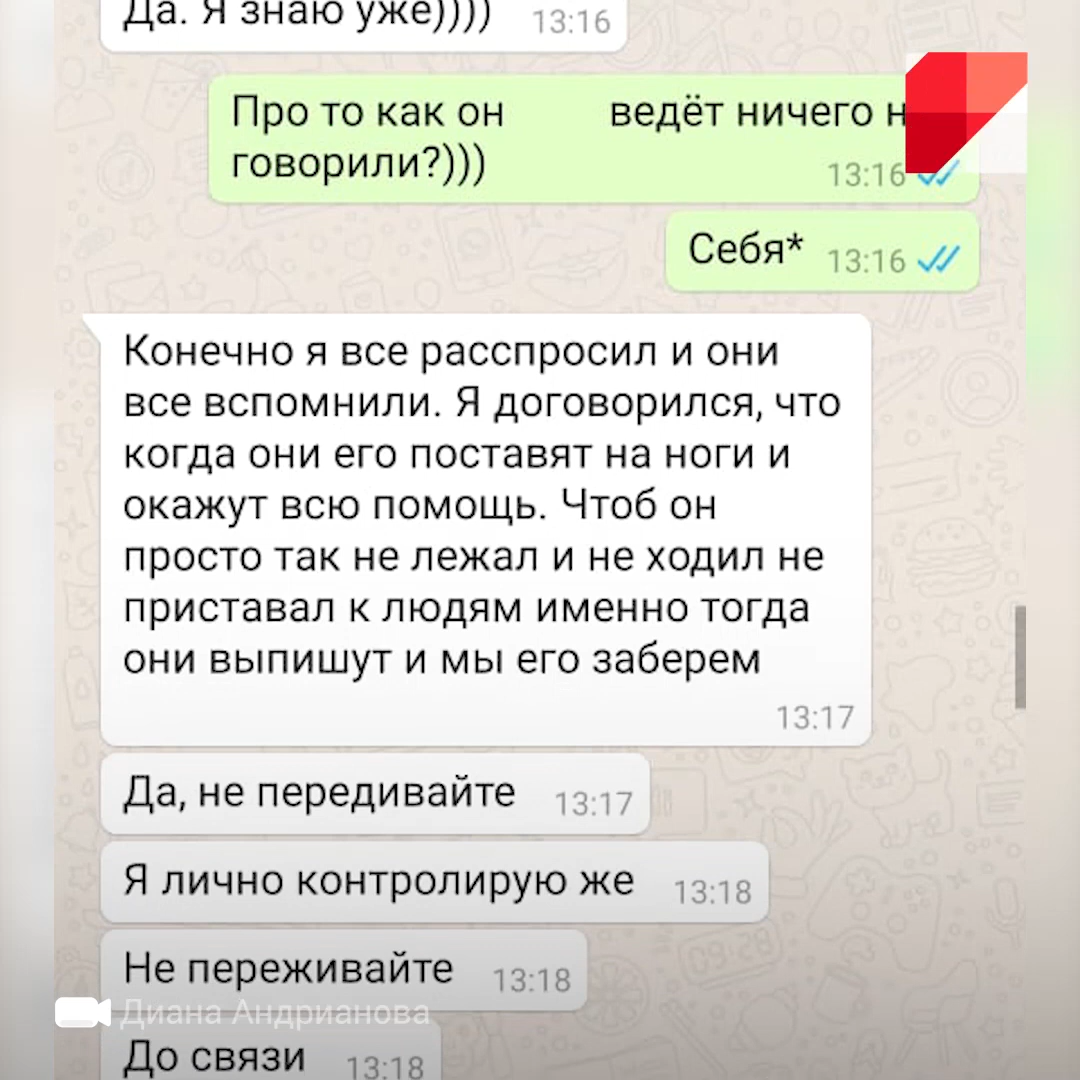 Да. Я знаю уже)))) 13:16
Про то как он ведёт ничего н
говорили?))) 13:16
Себя* 13:16
Конечно я все расспросил и они
все вспомнили. Я договорился, что
когда они его поставят на ноги и
окажут всю помощь. Чтоб он
просто так не лежал и не ходил не
приставал к людям именно тогда
они выпишут и мы его заберем
13:17
Да, не передивайте 13:17
Я лично контролирую же 13:18
Не переживайте 13:18
Диана Андрианова
До связи 13:18